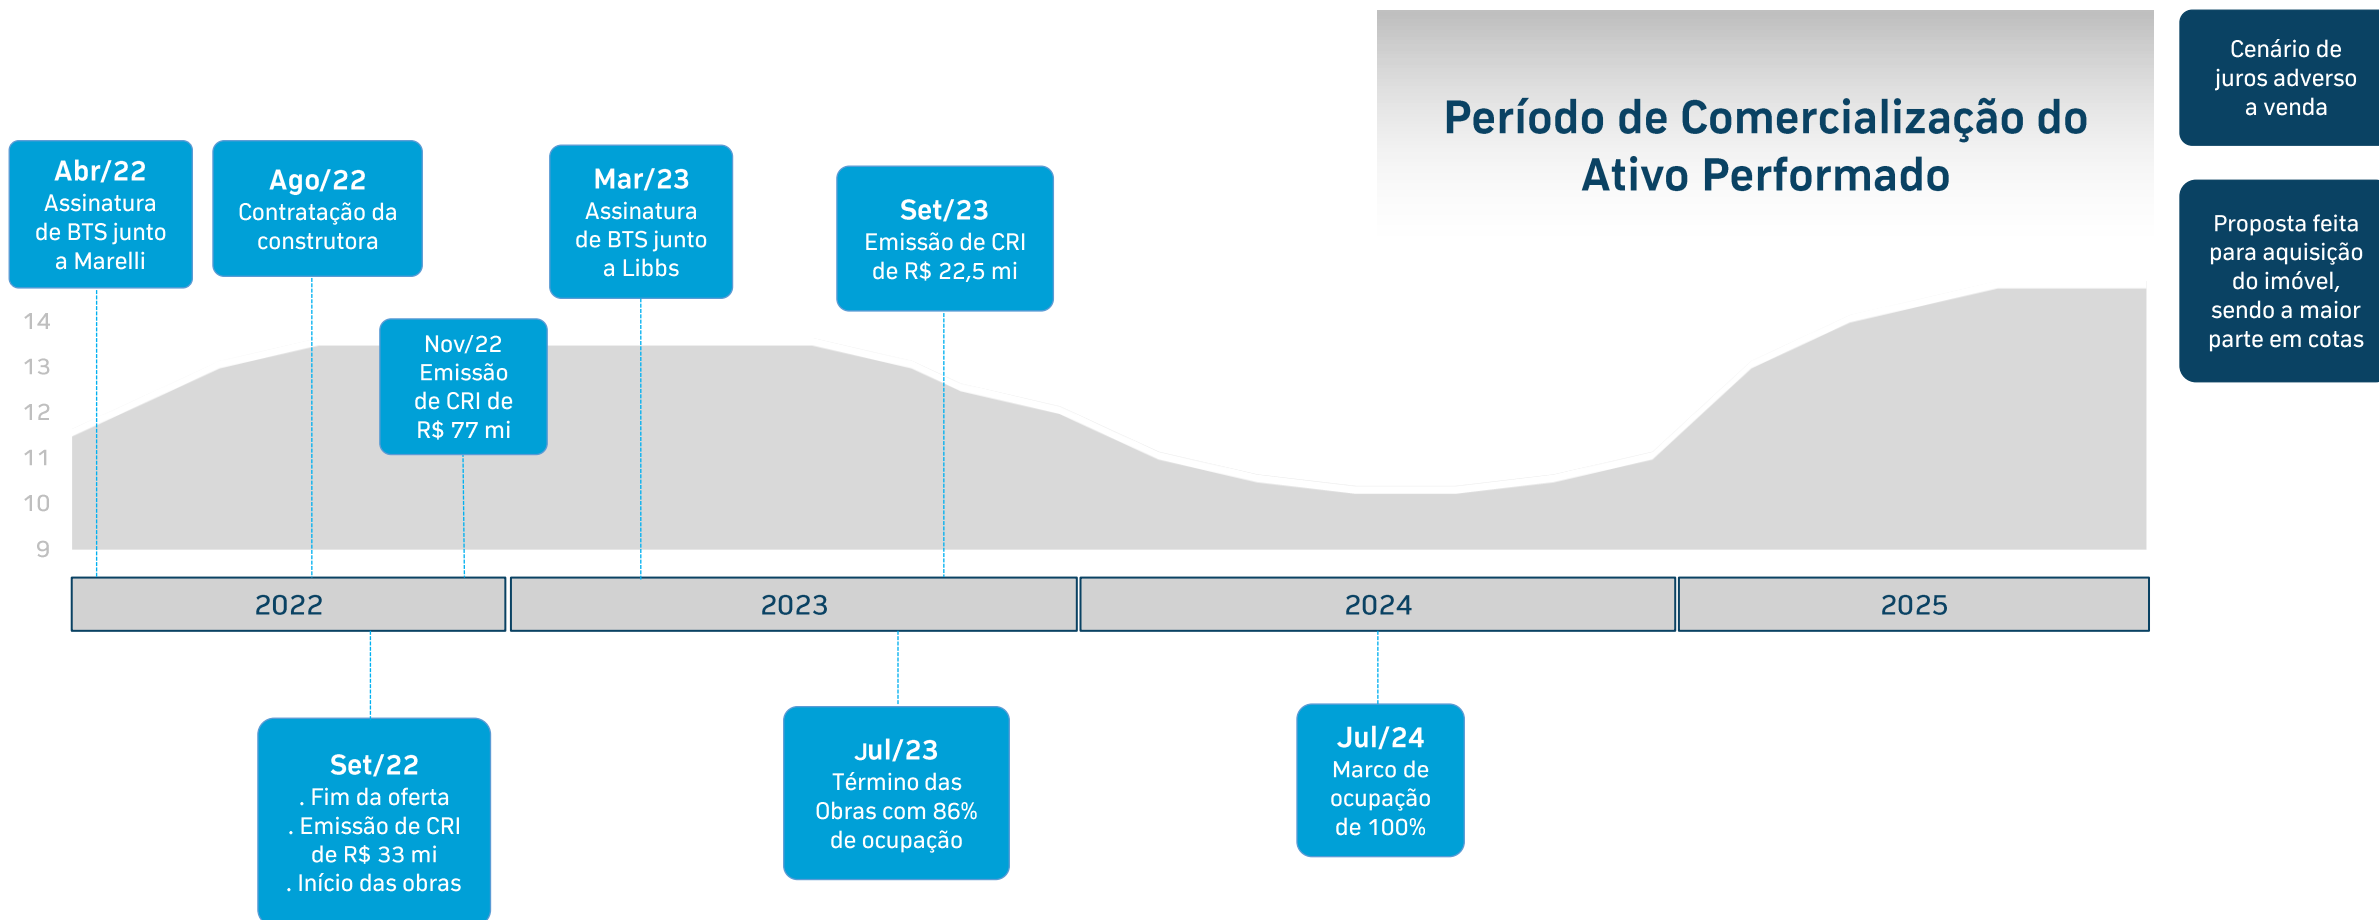 Período de Comercialização do
Ativo Performado
Cenário de
juros adverso
a venda
Proposta feita
para aquisição
do imóvel,
sendo a maior
parte em cotas
Abr/22
Assinatura
de BTS junto
a Marelli
Ago/22
Contratação da
construtora
Nov/22
Emissão
de CRI de
R$ 77 mi
Mar/23
Assinatura
de BTS junto
a Libbs
Set/23
Emissão de CRI
de R$ 22,5 mi
14
13
12
11
10
9
2022
2023
2024
2025
Set/22
. Fim da oferta
. Emissão de CRI
de R$ 33 mi
. Início das obras
Jul/23
Término das
Obras com 86%
de ocupação
Jul/24
Marco de
ocupação
de 100%